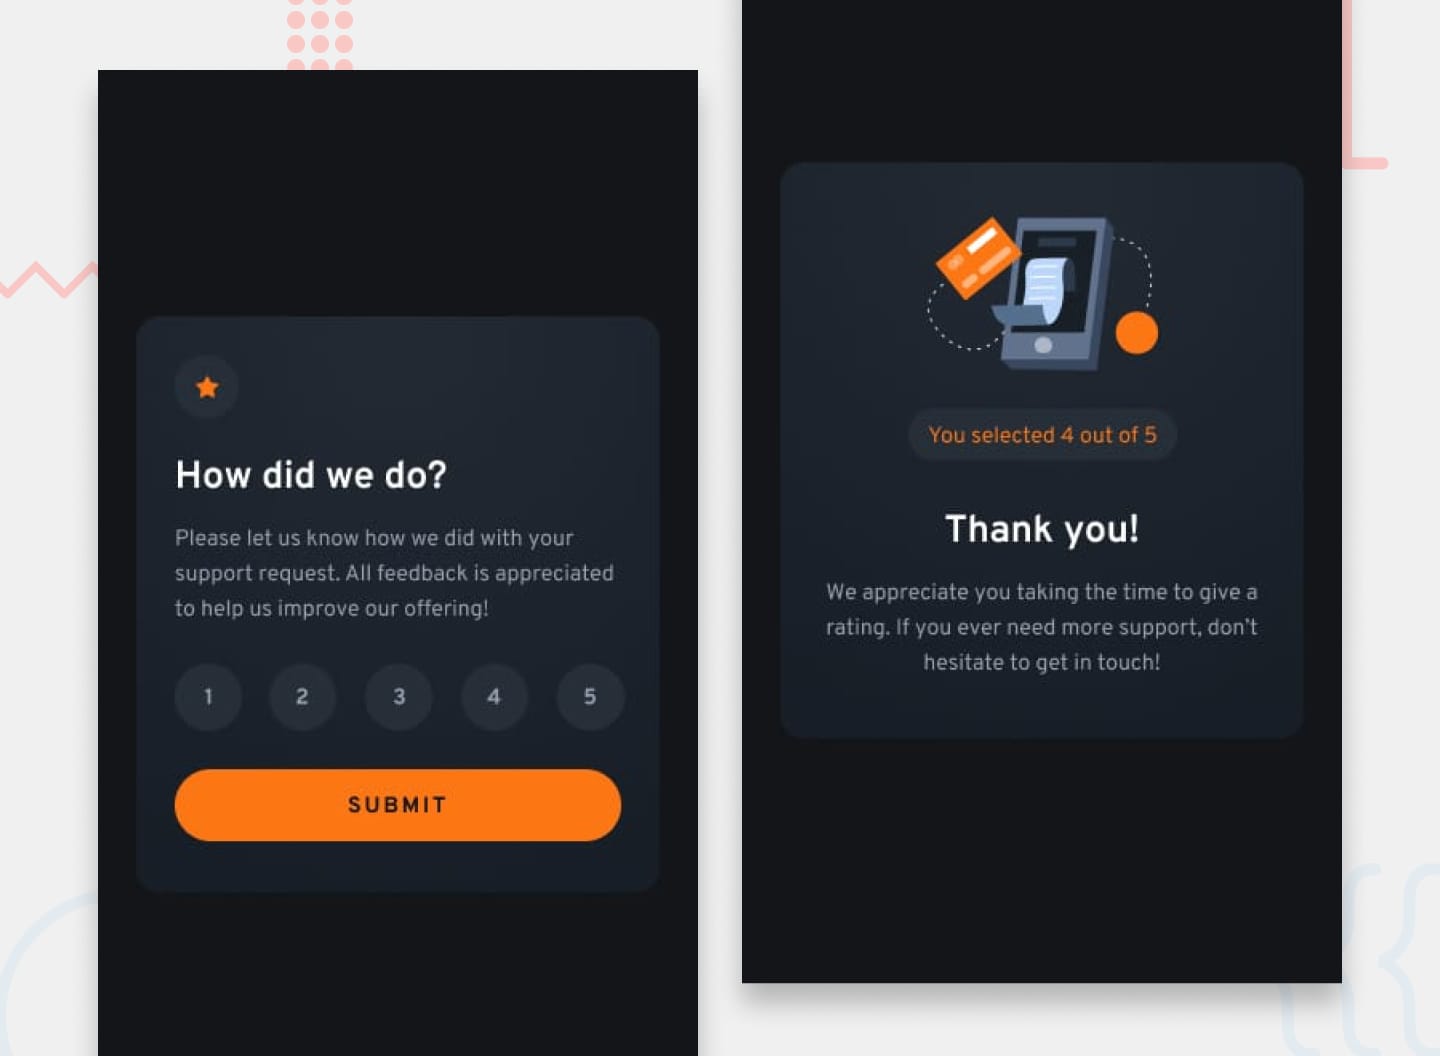 How did we do?
Please let us know how we did with your
support request. All feedback is appreciated
to help us improve our offering!
1 2 3 4 5
SUBMIT
You selected 4 out of 5
Thank you!
We appreciate you taking the time to give a
rating. If you ever need more support, don’t
hesitate to get in touch!